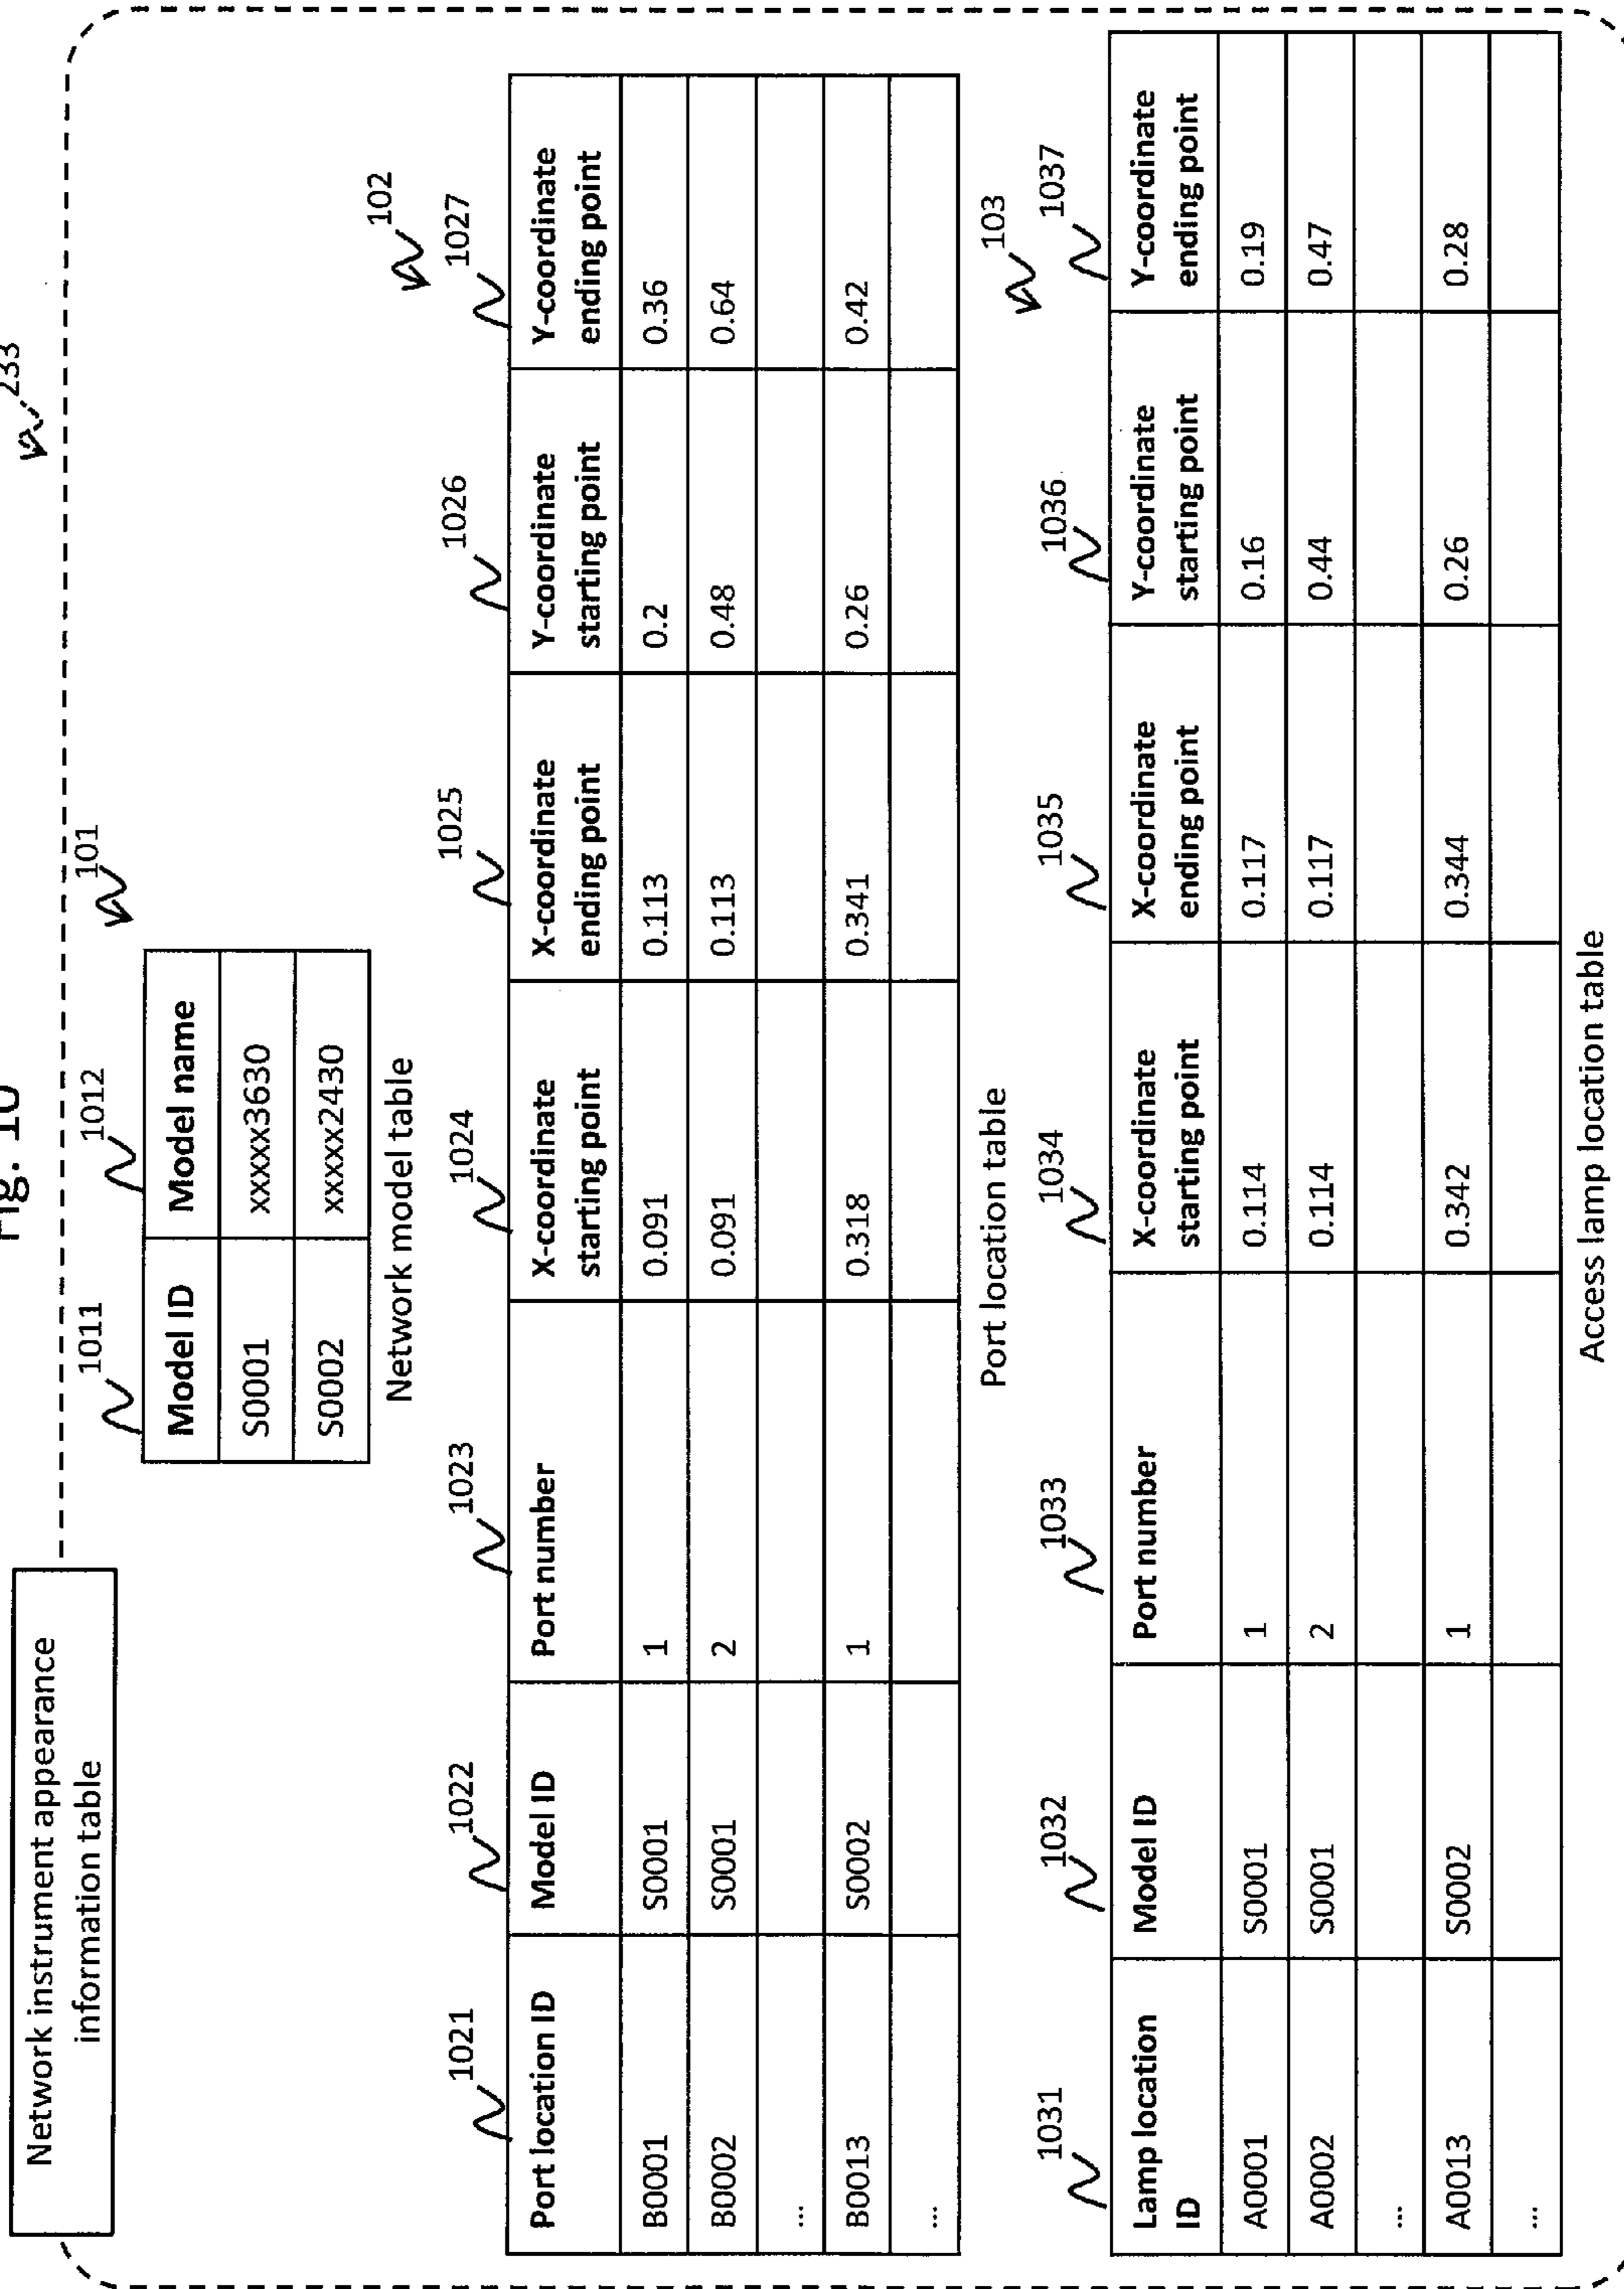 Fig. 10
233
Network instrument appearance
information table
101
1011 1012
Model ID Model name
S0001 xxxxx3630
S0002 xxxxx2430
Network model table
102
1021 1022 1023 1024 1025 1026 1027
Port location ID Model ID Port number X-coordinate starting point X-coordinate ending point Y-coordinate starting point Y-coordinate ending point
B0001 S0001 1 0.091 0.113 0.2 0.36
B0002 S0001 2 0.091 0.113 0.48 0.64
...
B0013 S0002 1 0.318 0.341 0.26 0.42
...
Port location table
103
1031 1032 1033 1034 1035 1036 1037
Lamp location ID Model ID Port number X-coordinate starting point X-coordinate ending point Y-coordinate starting point Y-coordinate ending point
A0001 S0001 1 0.114 0.117 0.16 0.19
A0002 S0001 2 0.114 0.117 0.44 0.47
...
A0013 S0002 1 0.342 0.344 0.26 0.28
...
Access lamp location table